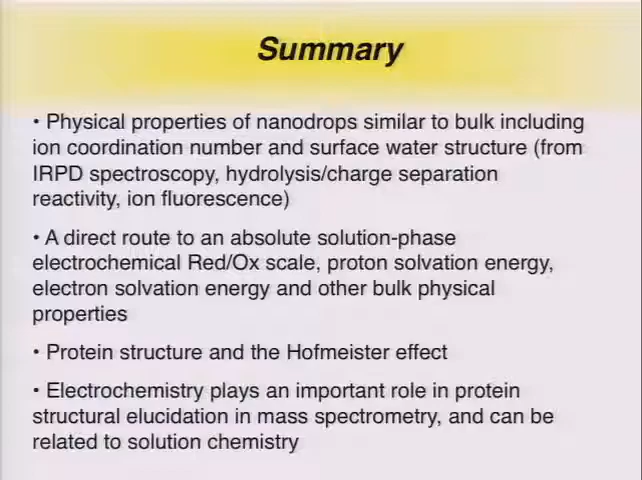 Summary
• Physical properties of nanodrops similar to bulk including
ion coordination number and surface water structure (from
IRPD spectroscopy, hydrolysis/charge separation
reactivity, ion fluorescence)
• A direct route to an absolute solution-phase
electrochemical Red/Ox scale, proton solvation energy,
electron solvation energy and other bulk physical
properties
• Protein structure and the Hofmeister effect
• Electrochemistry plays an important role in protein
structural elucidation in mass spectrometry, and can be
related to solution chemistry